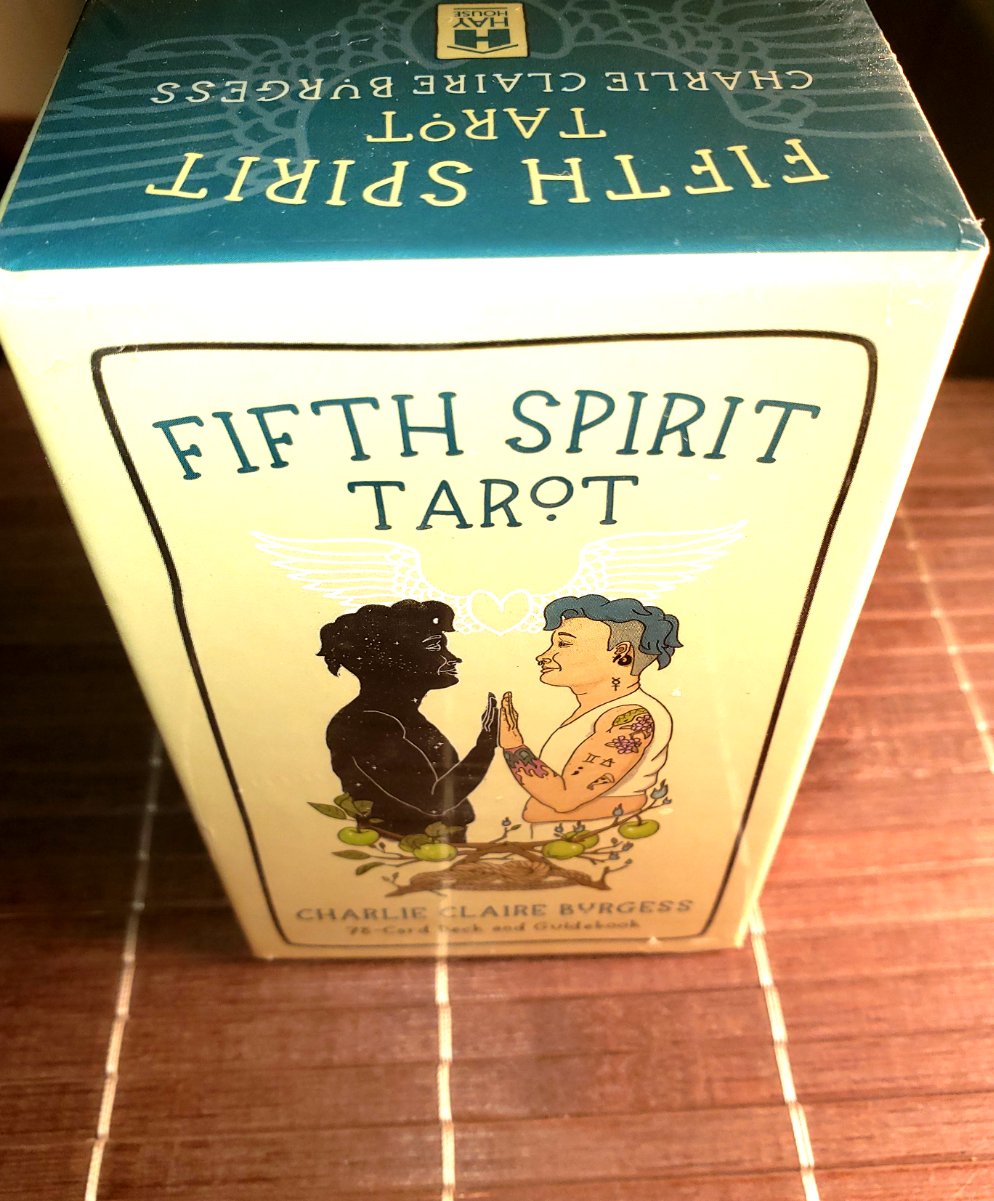 HAY
HOUSE
CHARLIE CLAIRE BURGESS
TAROT
FIFTH SPIRIT
FIFTH SPIRIT
TAROT
CHARLIE CLAIRE BURGESS
78-Card Deck and Guidebook